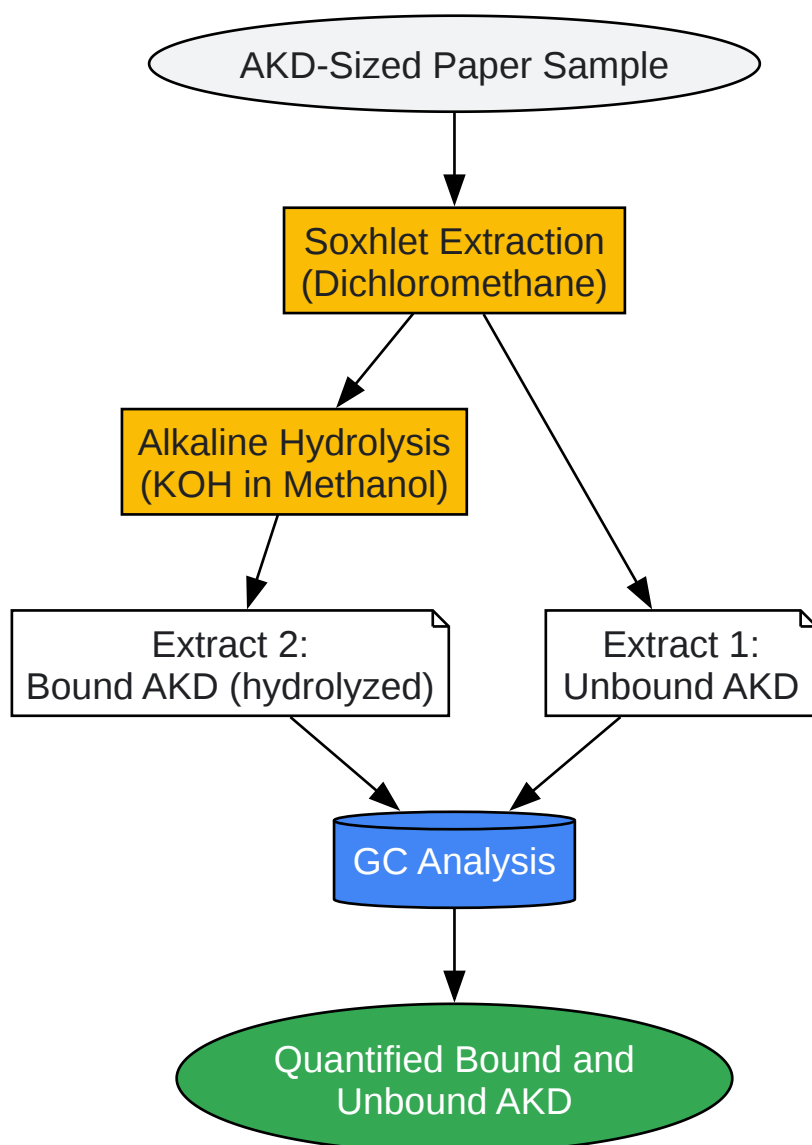 AKD-Sized Paper Sample
Soxhlet Extraction
(Dichloromethane)
Alkaline Hydrolysis
(KOH in Methanol)
Extract 2:
Bound AKD (hydrolyzed)
Extract 1:
Unbound AKD
GC Analysis
Quantified Bound and
Unbound AKD